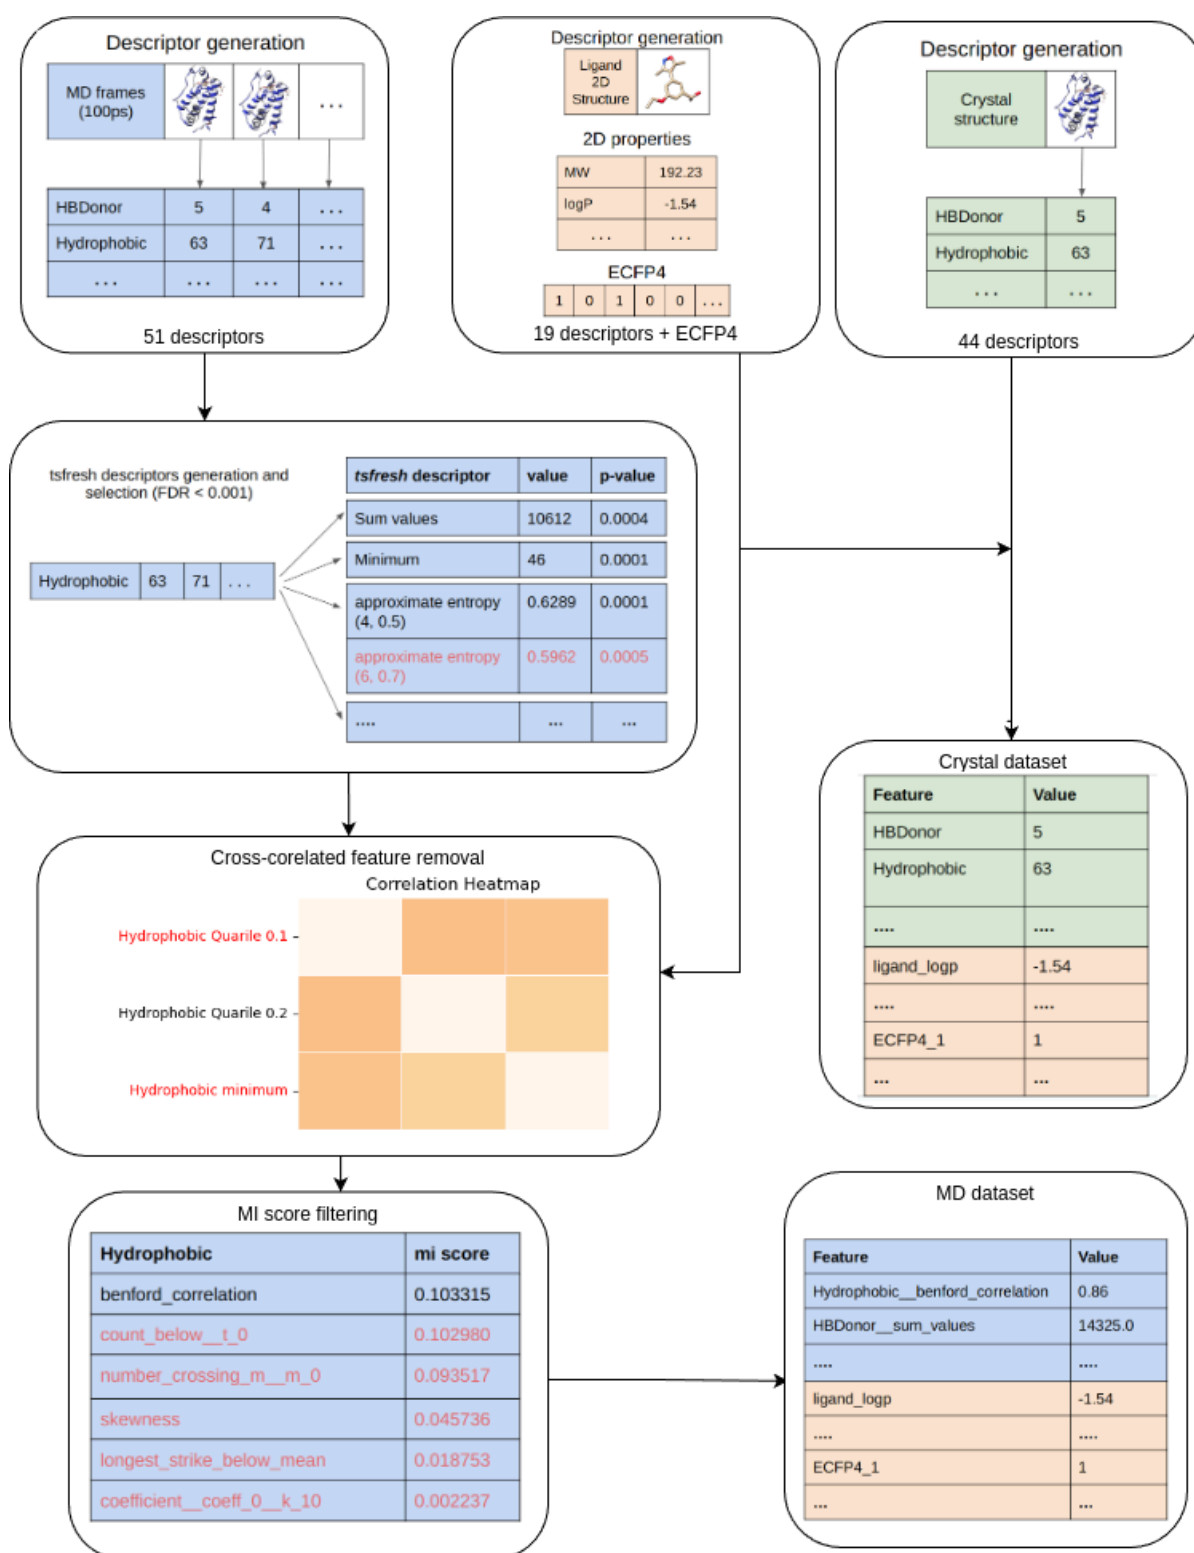 Descriptor generation
MD frames
(100ps)
...
HBDonor 5 4 ...
Hydrophobic 63 71 ...
... ... ... ...
51 descriptors
Descriptor generation
Ligand
2D
Structure
2D properties
MW 192.23
logP -1.54
... ...
ECFP4
1 0 1 0 0 ...
19 descriptors + ECFP4
Descriptor generation
Crystal
structure
HBDonor 5
Hydrophobic 63
... ...
44 descriptors
tsfresh descriptors generation and
selection (FDR < 0.001)
Hydrophobic 63 71 ...
tsfresh descriptor value p-value
Sum values 10612 0.0004
Minimum 46 0.0001
approximate entropy 0.6289 0.0001
(4, 0.5)
approximate entropy 0.5962 0.0005
(6, 0.7)
.... ... ...
Cross-corelated feature removal
Correlation Heatmap
Hydrophobic Quarile 0.1
Hydrophobic Quarile 0.2
Hydrophobic minimum
Crystal dataset
Feature Value
HBDonor 5
Hydrophobic 63
.... ....
ligand_logp -1.54
.... ....
ECFP4_1 1
... ...
MI score filtering
Hydrophobic mi score
benford_correlation 0.103315
count_below__t_0 0.102980
number_crossing_m__m_0 0.093517
skewness 0.045736
longest_strike_below_mean 0.018753
coefficient__coeff_0__k_10 0.002237
MD dataset
Feature Value
Hydrophobic__benford_correlation 0.86
HBDonor__sum_values 14325.0
.... ....
ligand_logp -1.54
.... ....
ECFP4_1 1
... ...